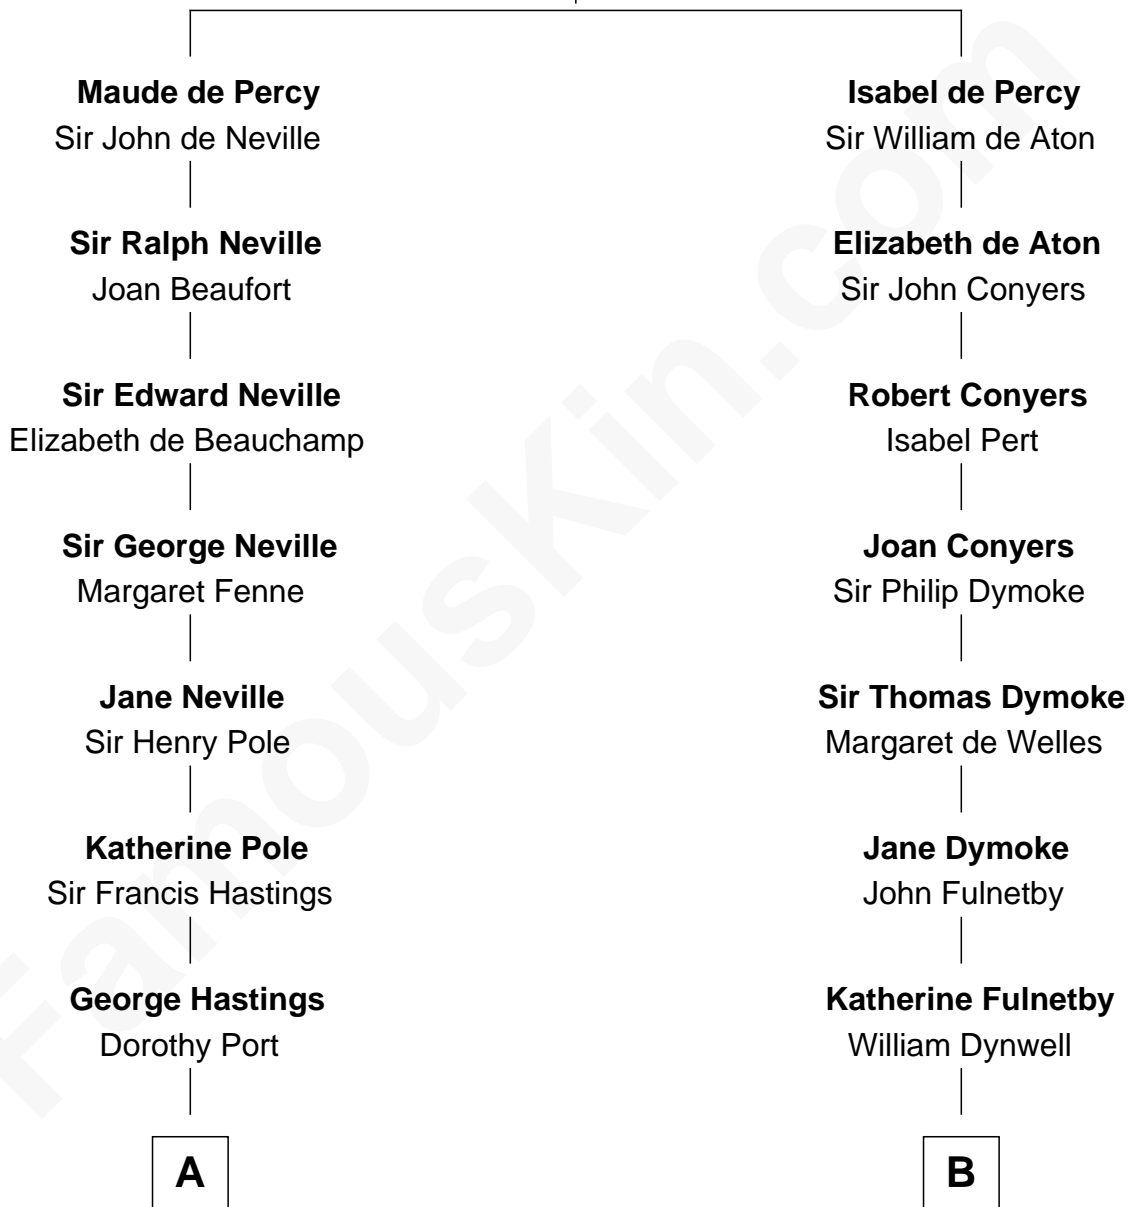 Maude de Percy
Sir John de Neville
Isabel de Percy
Sir William de Aton
Sir Ralph Neville
Joan Beaufort
Elizabeth de Aton
Sir John Conyers
Sir Edward Neville
Elizabeth de Beauchamp
Robert Conyers
Isabel Pert
Sir George Neville
Margaret Fenne
Joan Conyers
Sir Philip Dymoke
Jane Neville
Sir Henry Pole
Sir Thomas Dymoke
Margaret de Welles
Katherine Pole
Sir Francis Hastings
Jane Dymoke
John Fulnetby
George Hastings
Dorothy Port
Katherine Fulnetby
William Dynwell
A
B
FamousKin.com